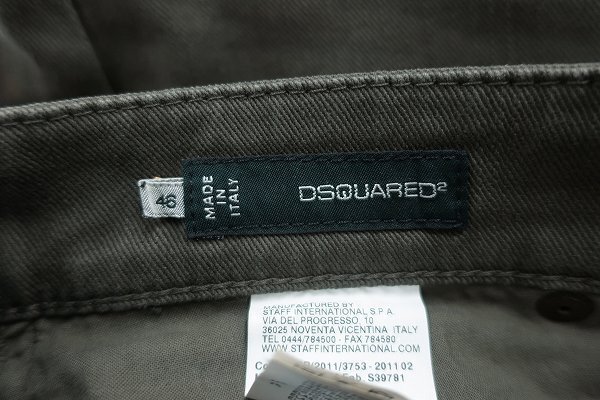 46
MADE
IN
ITALY
DSQUARED2
MANUFACTURED BY
STAFF INTERNATIONAL S.P.A.
VIA DEL PROGRESSO, 10
36025 NOVENTA VICENTINA ITALY
TEL 0444/784500 - FAX 784580
WWW.STAFFINTERNATIONAL.COM
/2011/3753 - 2011 02
Fab. S39781